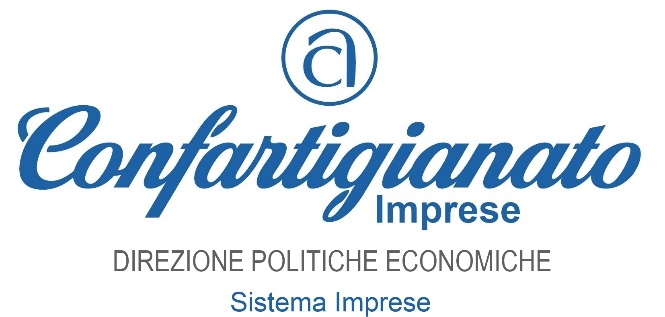 Confartigianato
Imprese
DIREZIONE POLITICHE ECONOMICHE
Sistema Imprese